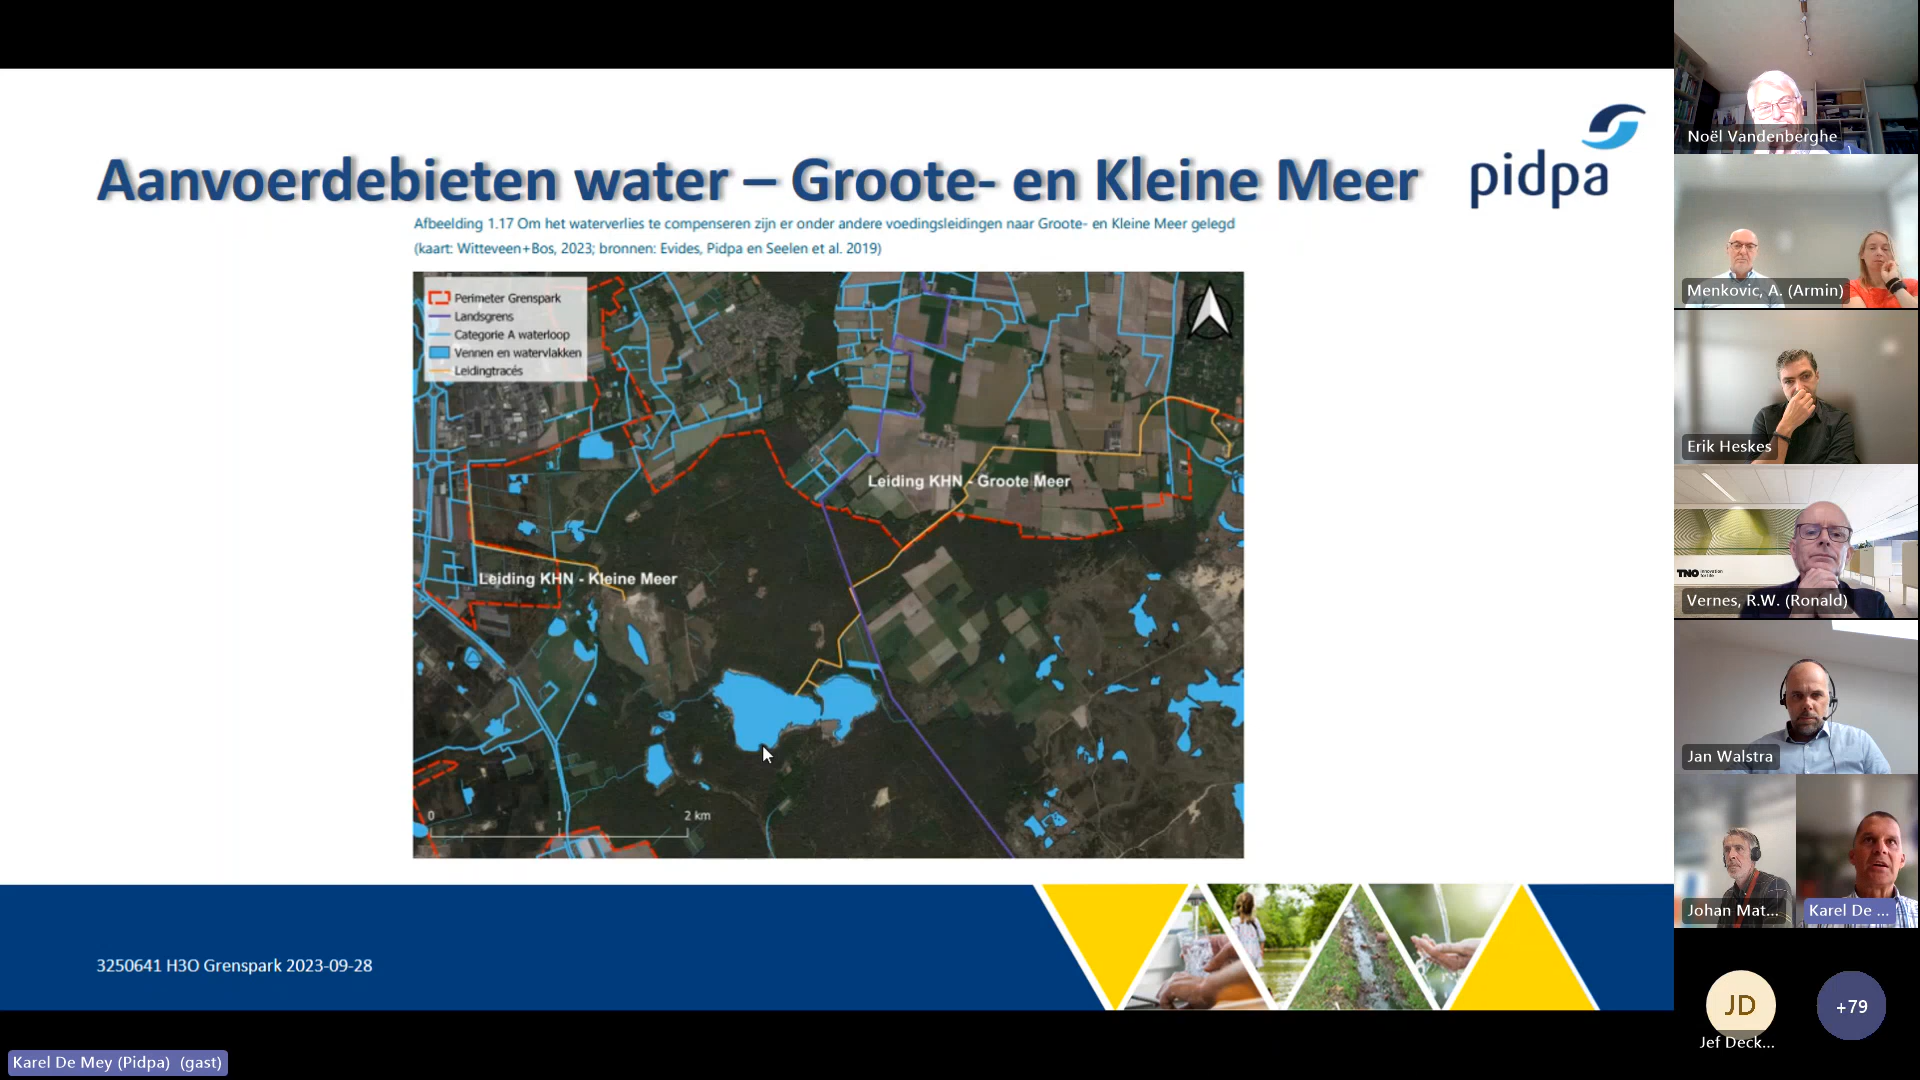 Aanvoerdebieten water – Groote- en Kleine Meer
pidpa
Afbeelding 1.17 Om het waterverlies te compenseren zijn er onder andere voedingsleidingen naar Groote- en Kleine Meer gelegd
(kaart: Witteveen+Bos, 2023; bronnen: Evides, Pidpa en Seelen et al. 2019)
Perimeter Grenspark
Landsgrens
Categorie A waterloop
Vennen en watervlakken
Leidingtracés
Leiding KHN - Groote Meer
Leiding KHN - Kleine Meer
0 1 2 km
3250641 H3O Grenspark 2023-09-28
Karel De Mey (Pidpa) (gast)
Noël Vandenberghe
Menkovic, A. (Armin)
Erik Heskes
TNO innovation for life
Vernes, R.W. (Ronald)
Jan Walstra
Johan Mat...
Karel De ...
JD
+79
Jef Deck...